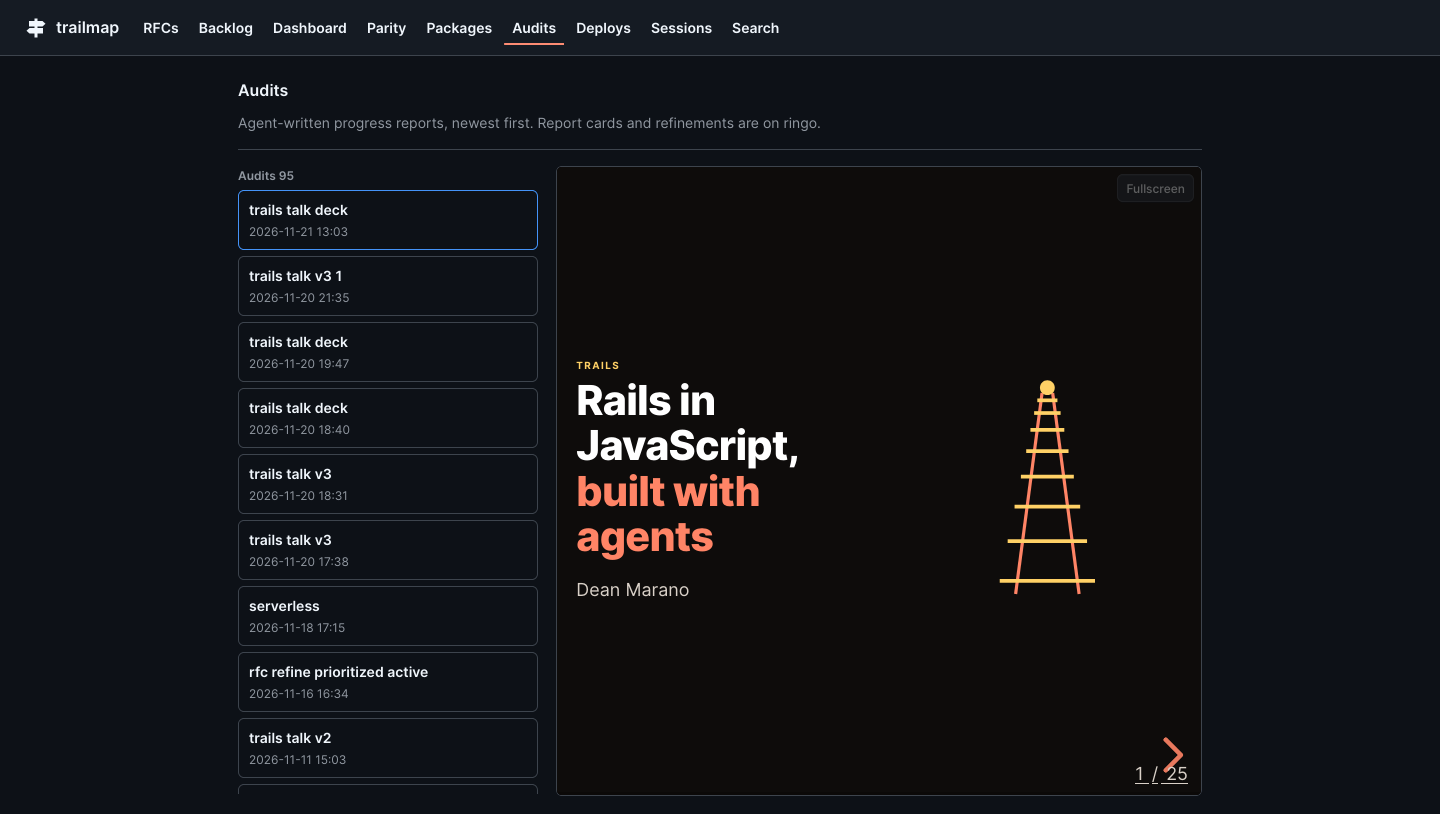 trailmap RFCs Backlog Dashboard Parity Packages Audits Deploys Sessions Search
Audits
Agent-written progress reports, newest first. Report cards and refinements are on ringo.
Audits 95
trails talk deck
2026-11-21 13:03
trails talk v3 1
2026-11-20 21:35
trails talk deck
2026-11-20 19:47
trails talk deck
2026-11-20 18:40
trails talk v3
2026-11-20 18:31
trails talk v3
2026-11-20 17:38
serverless
2026-11-18 17:15
rfc refine prioritized active
2026-11-16 16:34
trails talk v2
2026-11-11 15:03
Fullscreen
TRAILS
Rails in
JavaScript,
built with
agents
Dean Marano
1 / 25